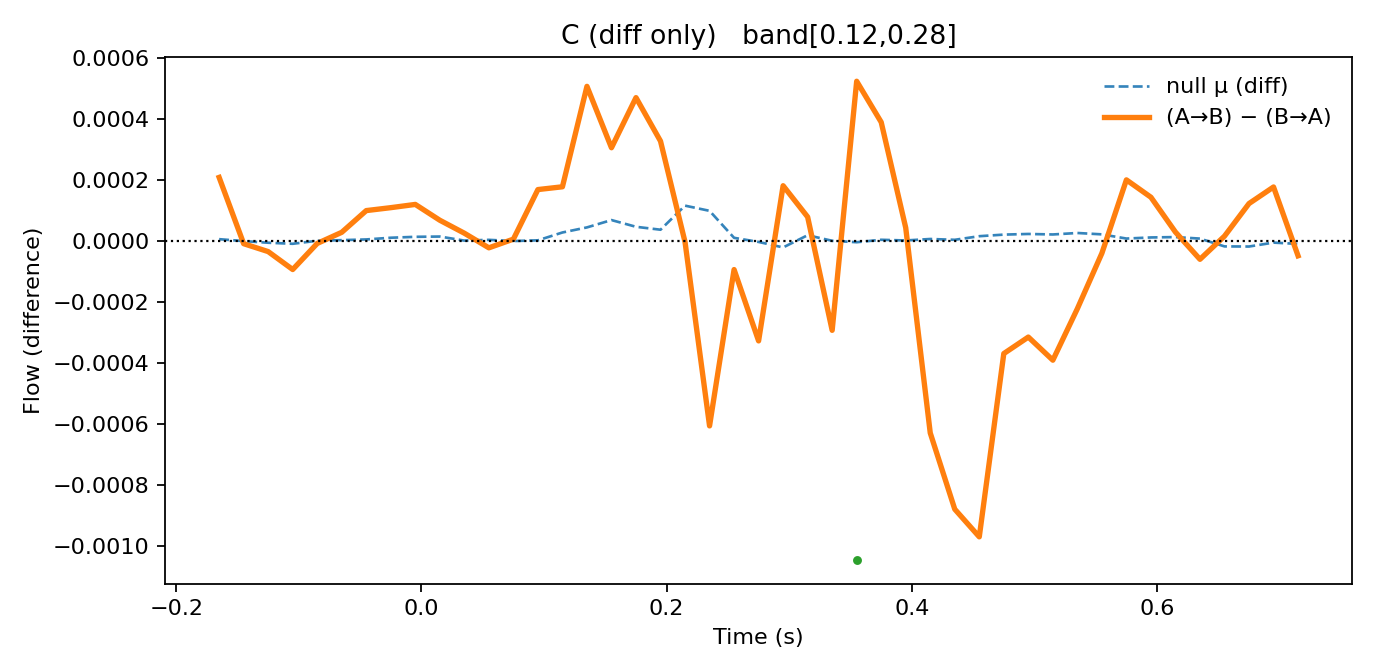 C (diff only)   band[0.12,0.28]
null μ (diff)
(A→B) − (B→A)
Flow (difference)
0.0006
0.0004
0.0002
0.0000
−0.0002
−0.0004
−0.0006
−0.0008
−0.0010
−0.2
0.0
0.2
0.4
0.6
Time (s)